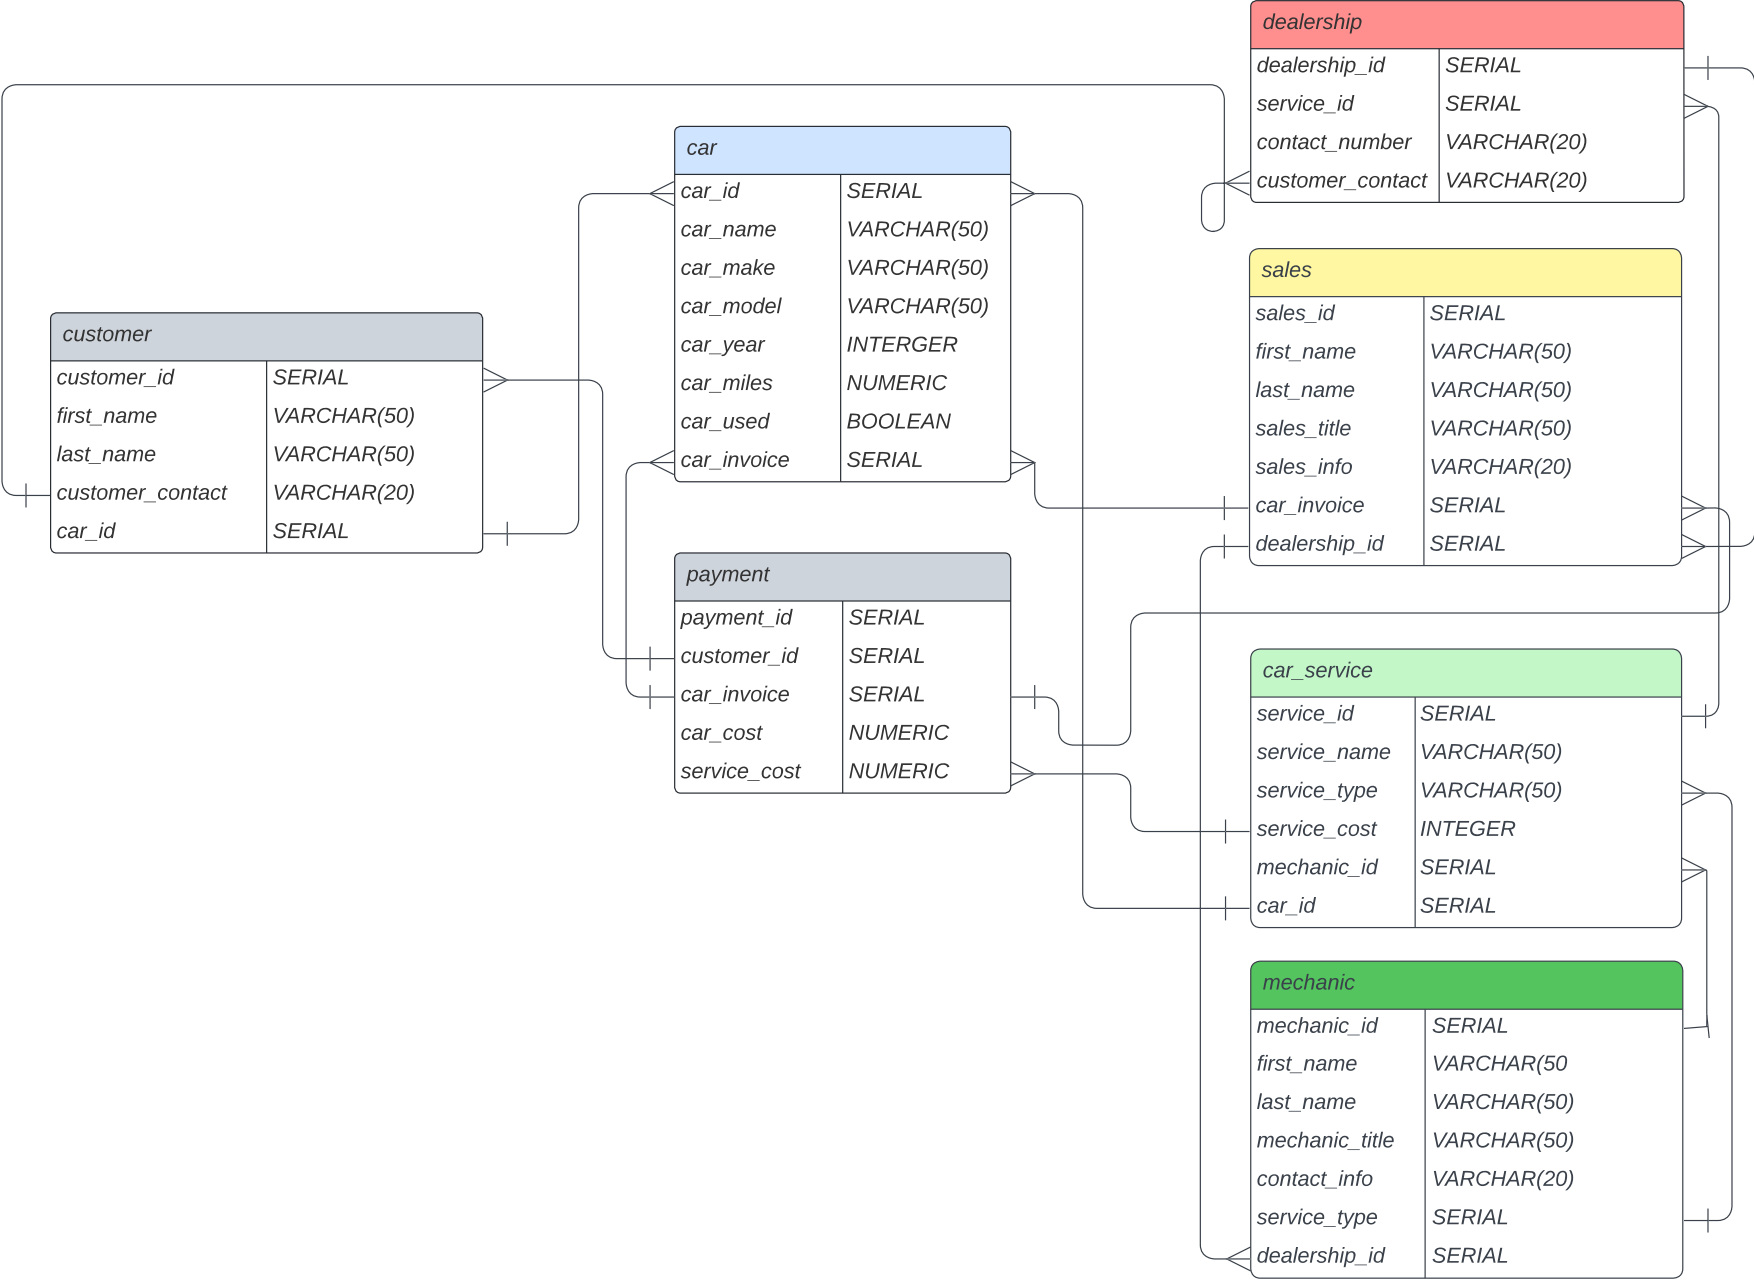 dealership
dealership_id SERIAL
service_id SERIAL
contact_number VARCHAR(20)
customer_contact VARCHAR(20)
car
car_id SERIAL
car_name VARCHAR(50)
car_make VARCHAR(50)
car_model VARCHAR(50)
car_year INTERGER
car_miles NUMERIC
car_used BOOLEAN
car_invoice SERIAL
sales
sales_id SERIAL
first_name VARCHAR(50)
last_name VARCHAR(50)
sales_title VARCHAR(50)
sales_info VARCHAR(20)
car_invoice SERIAL
dealership_id SERIAL
customer
customer_id SERIAL
first_name VARCHAR(50)
last_name VARCHAR(50)
customer_contact VARCHAR(20)
car_id SERIAL
payment
payment_id SERIAL
customer_id SERIAL
car_invoice SERIAL
car_cost NUMERIC
service_cost NUMERIC
car_service
service_id SERIAL
service_name VARCHAR(50)
service_type VARCHAR(50)
service_cost INTEGER
mechanic_id SERIAL
car_id SERIAL
mechanic
mechanic_id SERIAL
first_name VARCHAR(50
last_name VARCHAR(50)
mechanic_title VARCHAR(50)
contact_info VARCHAR(20)
service_type SERIAL
dealership_id SERIAL